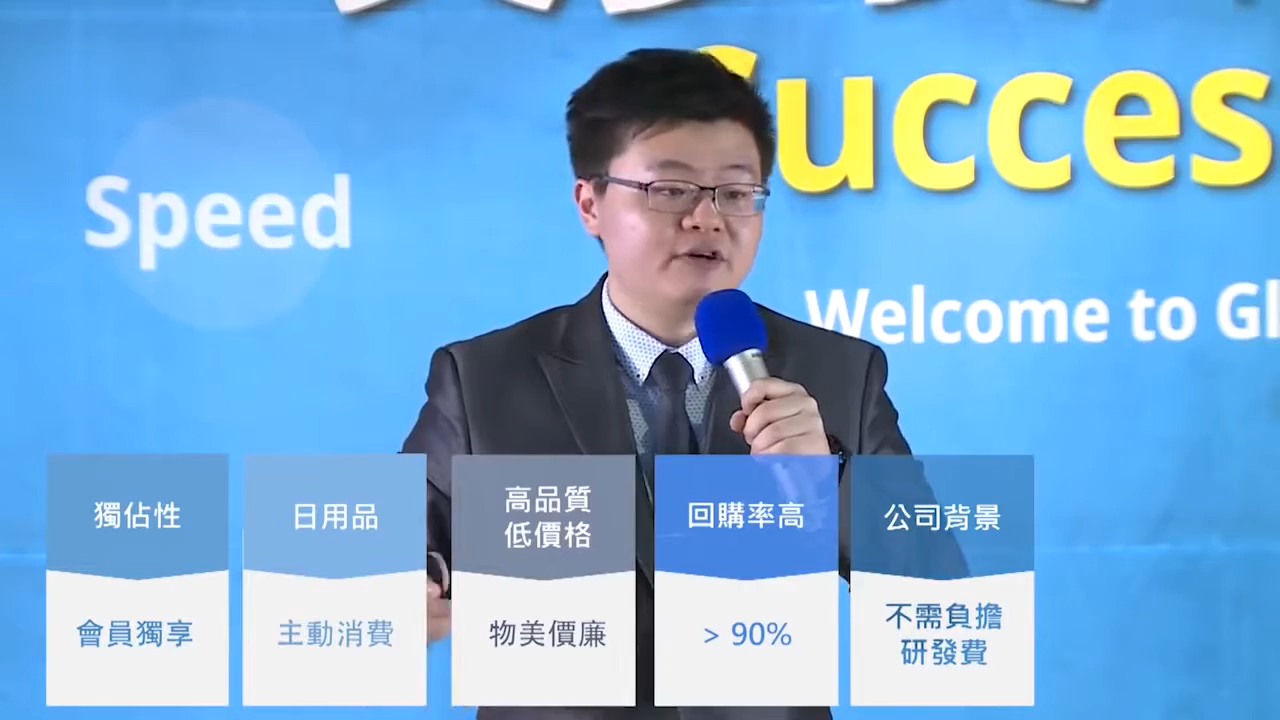 Success
Speed
Welcome to Gl
獨佔性
會員獨享
日用品
主動消費
高品質
低價格
物美價廉
回購率高
> 90%
公司背景
不需負擔
研發費